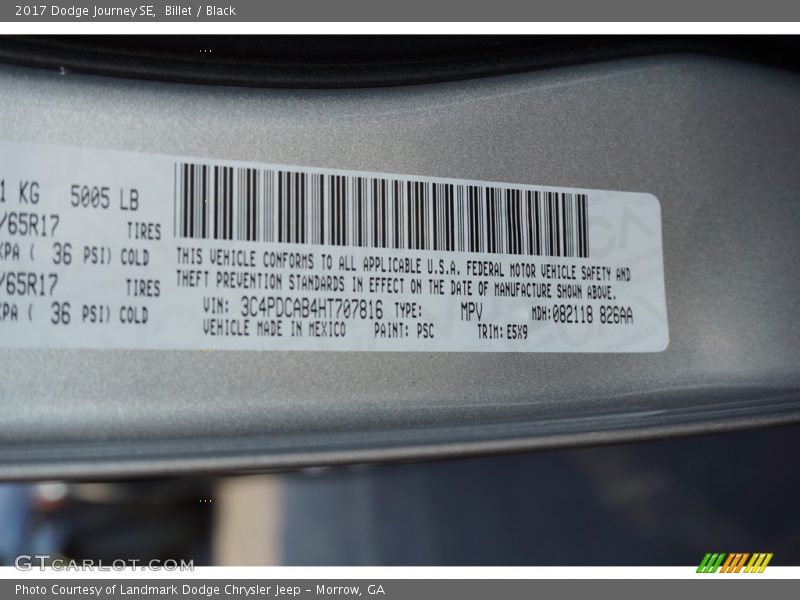 2017 Dodge Journey SE, Billet / Black
1 KG 5005 LB
/65R17 TIRES
KPA ( 36 PSI) COLD
/65R17 TIRES
KPA ( 36 PSI) COLD
THIS VEHICLE CONFORMS TO ALL APPLICABLE U.S.A. FEDERAL MOTOR VEHICLE SAFETY AND
THEFT PREVENTION STANDARDS IN EFFECT ON THE DATE OF MANUFACTURE SHOWN ABOVE.
VIN: 3C4PDCAB4HT707816 TYPE: MPV MDH:082118 826AA
VEHICLE MADE IN MEXICO PAINT: PSC TRIM: E5X9
GTCARLOT.COM
Photo Courtesy of Landmark Dodge Chrysler Jeep – Morrow, GA